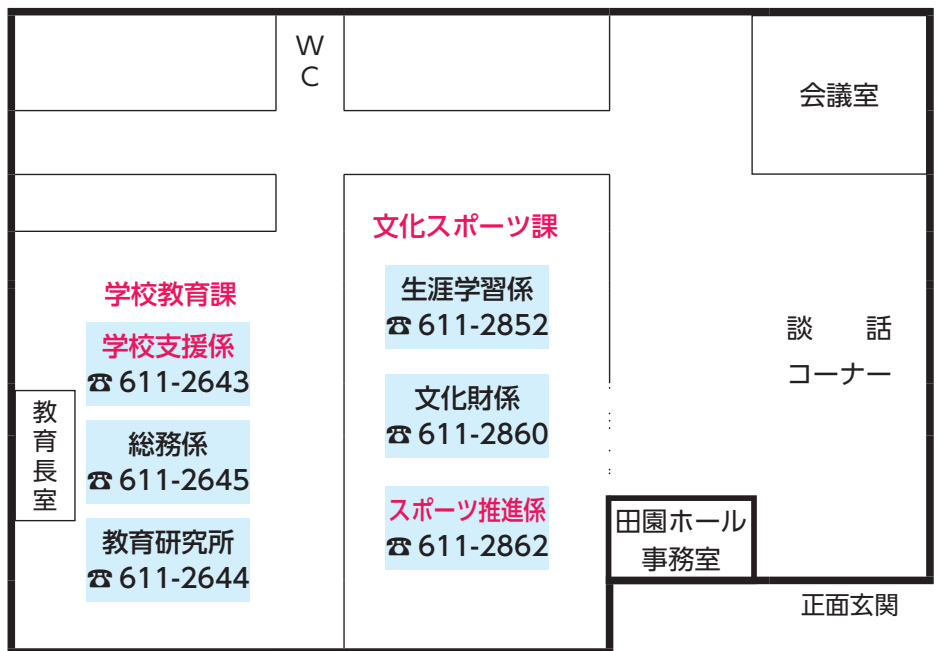 WC
会議室
文化スポーツ課
生涯学習係
☎611-2852
文化財係
☎611-2860
スポーツ推進係
☎611-2862
学校教育課
学校支援係
☎611-2643
総務係
☎611-2645
教育研究所
☎611-2644
教育長室
談話
コーナー
田園ホール
事務室
正面玄関